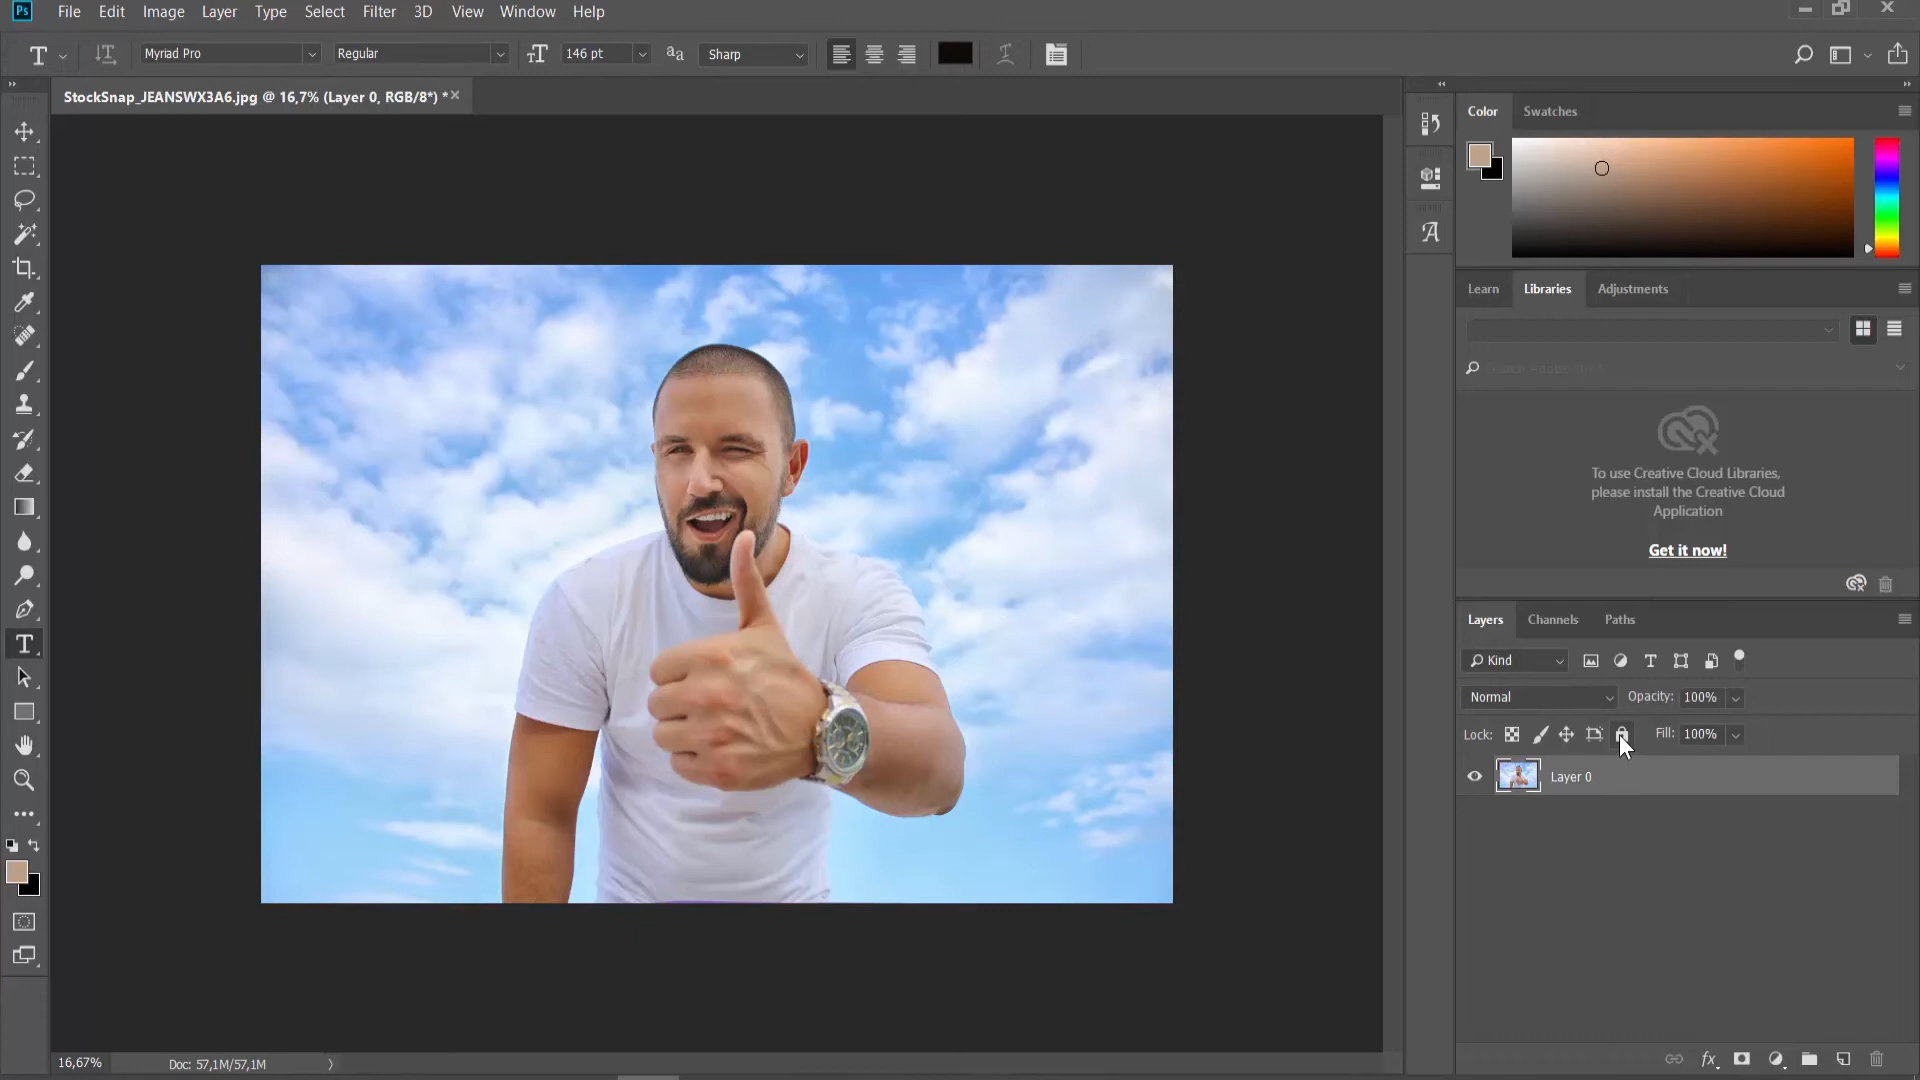 Ps File Edit Image Layer Type Select Filter 3D View Window Help
T Myriad Pro Regular 146 pt Sharp
StockSnap_JEANSWX3A6.jpg @ 16,7% (Layer 0, RGB/8*) *
Color Swatches
Learn Libraries Adjustments
To use Creative Cloud Libraries,
please install the Creative Cloud
Application
Get it now!
Layers Channels Paths
Kind
Normal Opacity: 100%
Lock: Fill: 100%
Layer 0
16,67% Doc: 57,1M/57,1M